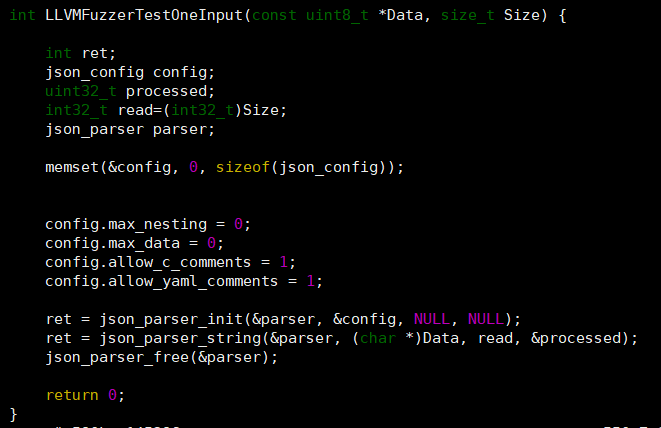 int LLVMFuzzerTestOneInput(const uint8_t *Data, size_t Size) {
int ret;
json_config config;
uint32_t processed;
int32_t read=(int32_t)Size;
json_parser parser;
memset(&config, 0, sizeof(json_config));
config.max_nesting = 0;
config.max_data = 0;
config.allow_c_comments = 1;
config.allow_yaml_comments = 1;
ret = json_parser_init(&parser, &config, NULL, NULL);
ret = json_parser_string(&parser, (char *)Data, read, &processed);
json_parser_free(&parser);
return 0;
}